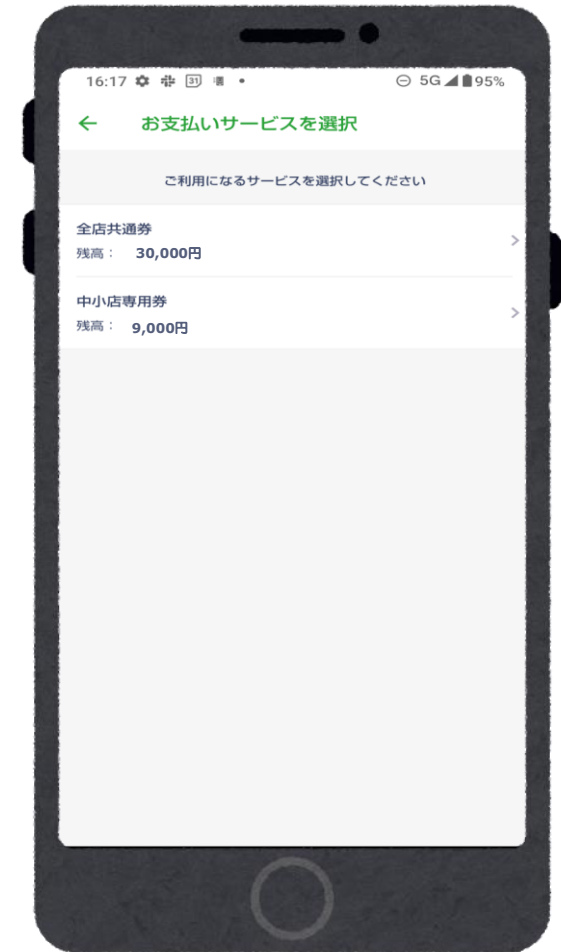 16:17 31 5G 95%
お支払いサービスを選択
ご利用になるサービスを選択してください
全店共通券
残高： 30,000円
中小店専用券
残高： 9,000円